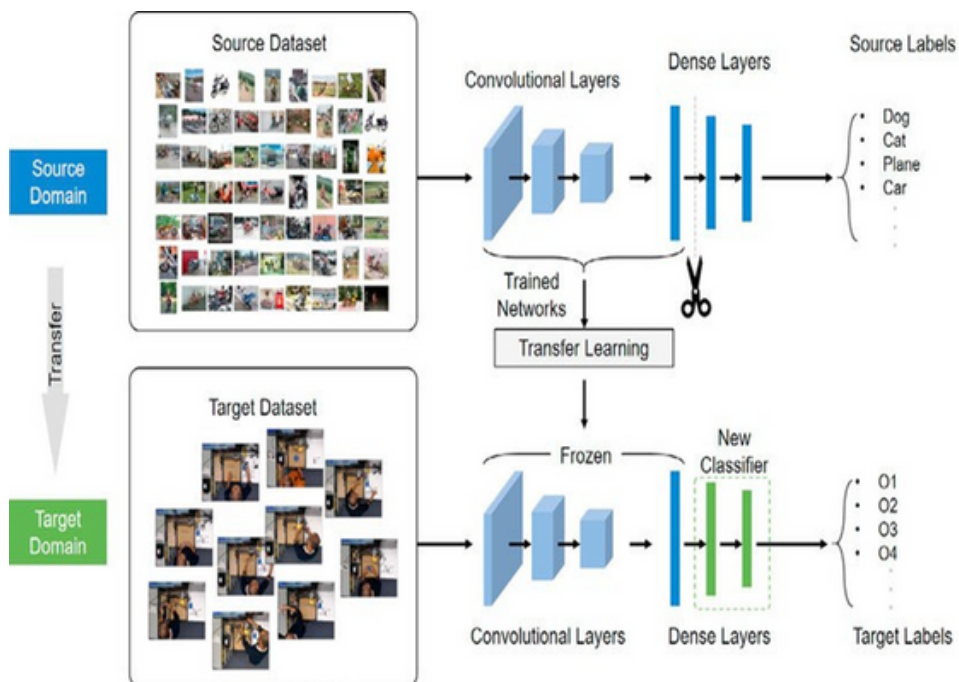 Source Dataset
Convolutional Layers
Dense Layers
Source Labels
Source
Domain
• Dog
• Cat
• Plane
• Car
Trained
Networks
Transfer Learning
Transfer
Target Dataset
Frozen
New
Classifier
Target
Domain
• O1
• O2
• O3
• O4
Convolutional Layers
Dense Layers
Target Labels